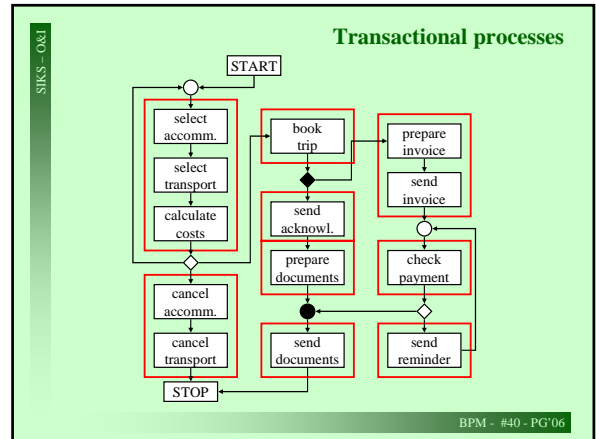 SIKS – O&I
Transactional processes
START
select
accomm.
select
transport
calculate
costs
cancel
accomm.
cancel
transport
STOP
book
trip
send
acknowl.
prepare
documents
send
documents
prepare
invoice
send
invoice
check
payment
send
reminder
BPM - #40 - PG'06